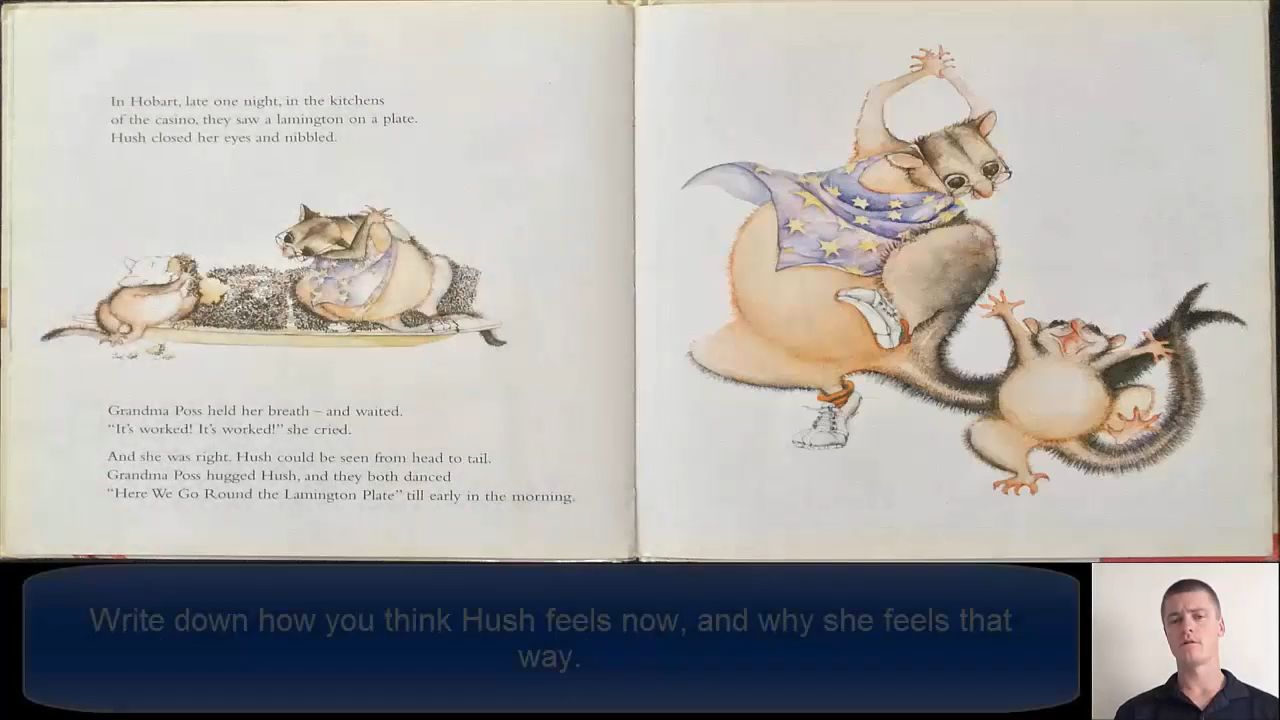 In Hobart, late one night, in the kitchens
of the casino, they saw a lamington on a plate.
Hush closed her eyes and nibbled.
Grandma Poss held her breath – and waited.
“It’s worked! It’s worked!” she cried.
And she was right. Hush could be seen from head to tail.
Grandma Poss hugged Hush, and they both danced
“Here We Go Round the Lamington Plate” till early in the morning.
Write down how you think Hush feels now, and why she feels that
way.